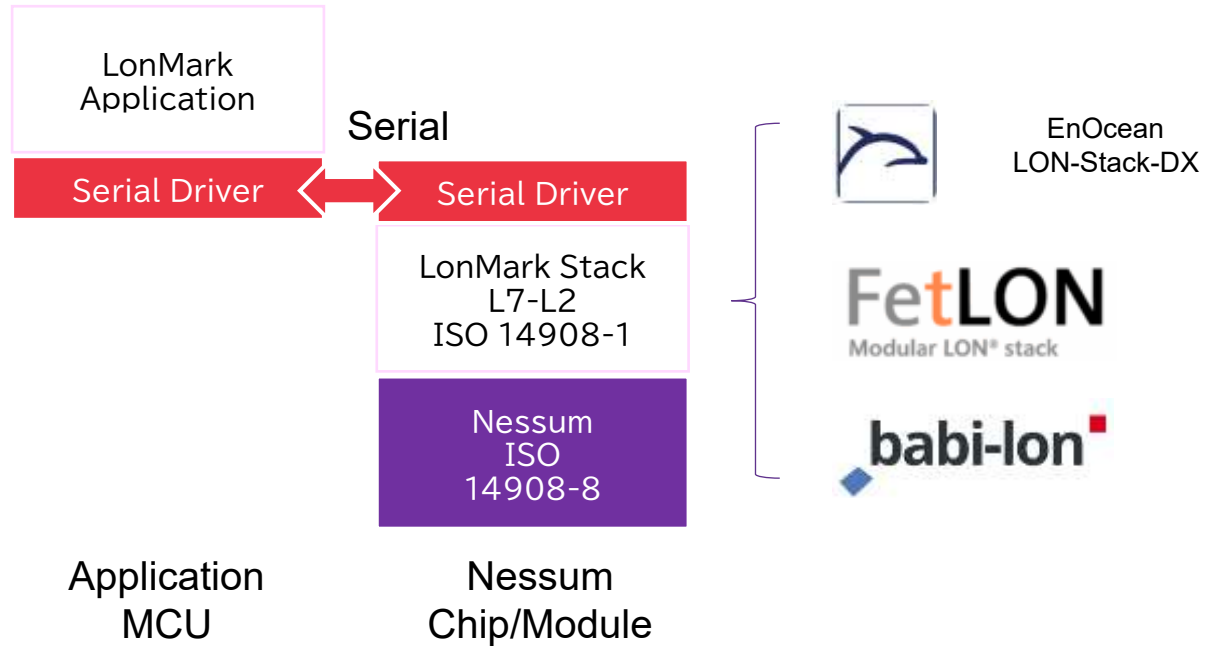 LonMark
Application
Serial
Serial Driver
Serial Driver
LonMark Stack
L7-L2
ISO 14908-1
Nessum
ISO
14908-8
Application
MCU
Nessum
Chip/Module
EnOcean
LON-Stack-DX
FetLON
Modular LON® stack
babi-lon